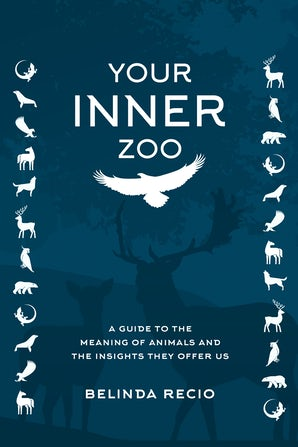 YOUR
INNER
ZOO
A GUIDE TO THE
MEANING OF ANIMALS AND
THE INSIGHTS THEY OFFER US
BELINDA RECIO